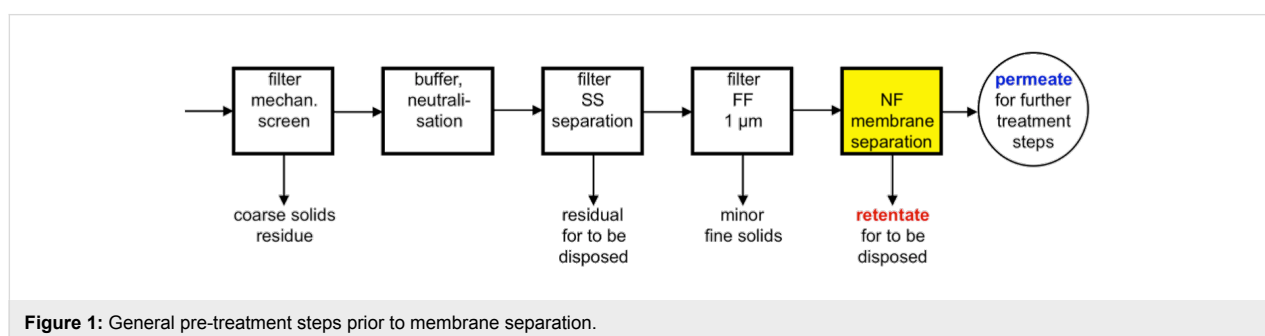 filter
mechan.
screen
buffer,
neutrali-
sation
filter
SS
separation
filter
FF
1 µm
NF
membrane
separation
permeate
for further
treatment
steps
coarse solids
residue
residual
for to be
disposed
minor
fine solids
retentate
for to be
disposed
Figure 1: General pre-treatment steps prior to membrane separation.